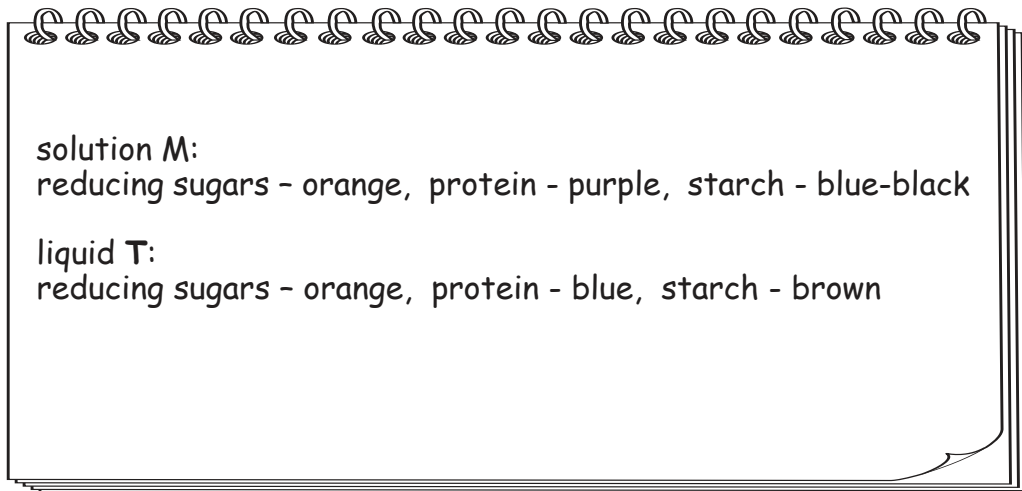 solution M:
reducing sugars – orange, protein - purple, starch - blue-black
liquid T:
reducing sugars – orange, protein - blue, starch - brown